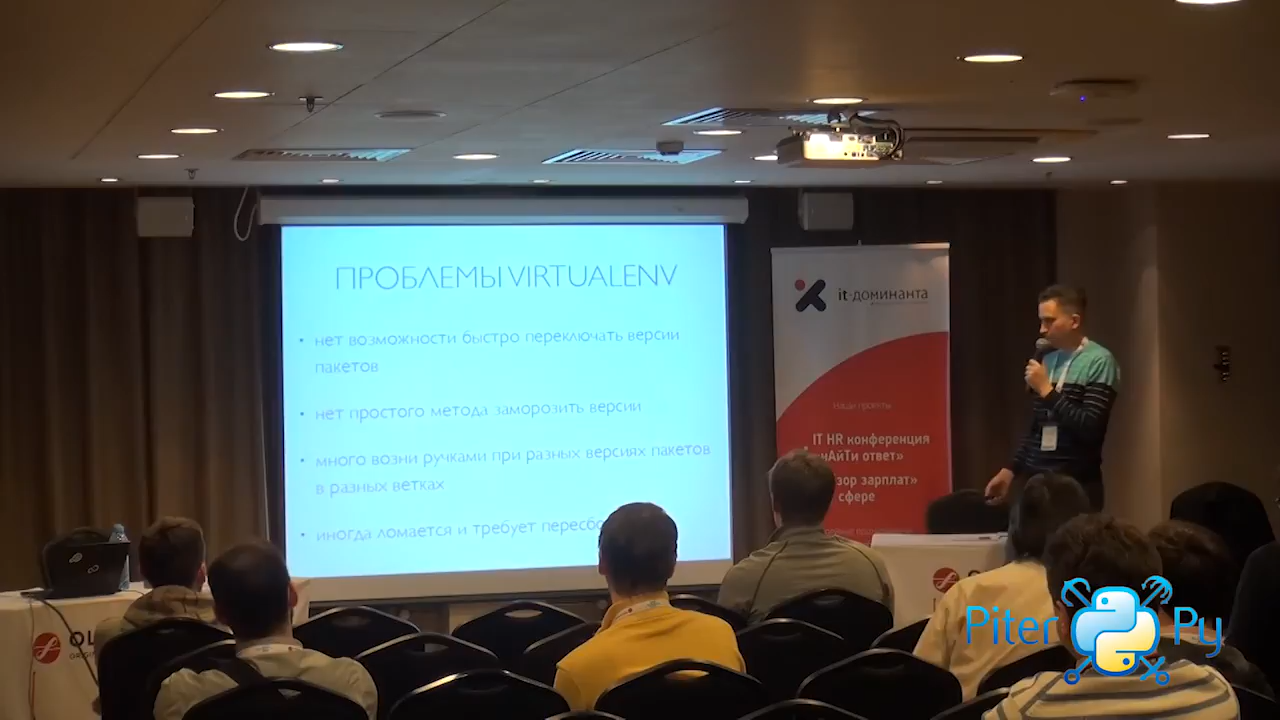 ПРОБЛЕМЫ VIRTUALENV
• нет возможности быстро переключать версии
пакетов
• нет простого метода заморозить версии
• много возни ручками при разных версиях пакетов
в разных ветках
• иногда ломается и требует
it-доминанта
Наши проекты
IT HR конференция
«нАйТи ответ»
зарплат»
сфере
Piter Py